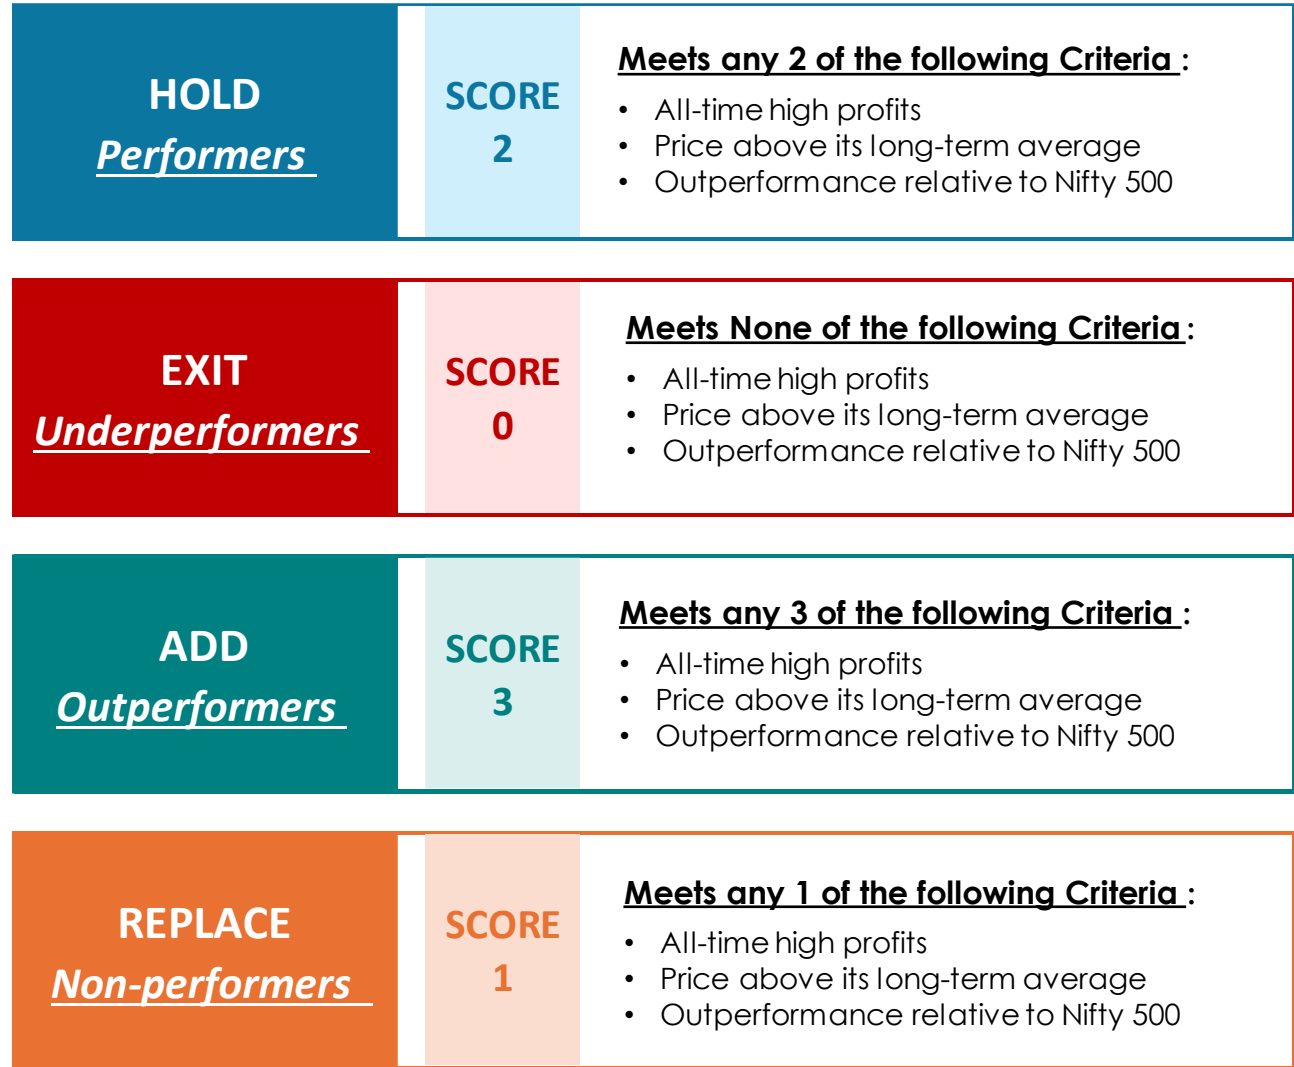 HOLD
Performers
SCORE
2
Meets any 2 of the following Criteria :
• All-time high profits
• Price above its long-term average
• Outperformance relative to Nifty 500
EXIT
Underperformers
SCORE
0
Meets None of the following Criteria :
• All-time high profits
• Price above its long-term average
• Outperformance relative to Nifty 500
ADD
Outperformers
SCORE
3
Meets any 3 of the following Criteria :
• All-time high profits
• Price above its long-term average
• Outperformance relative to Nifty 500
REPLACE
Non-performers
SCORE
1
Meets any 1 of the following Criteria :
• All-time high profits
• Price above its long-term average
• Outperformance relative to Nifty 500